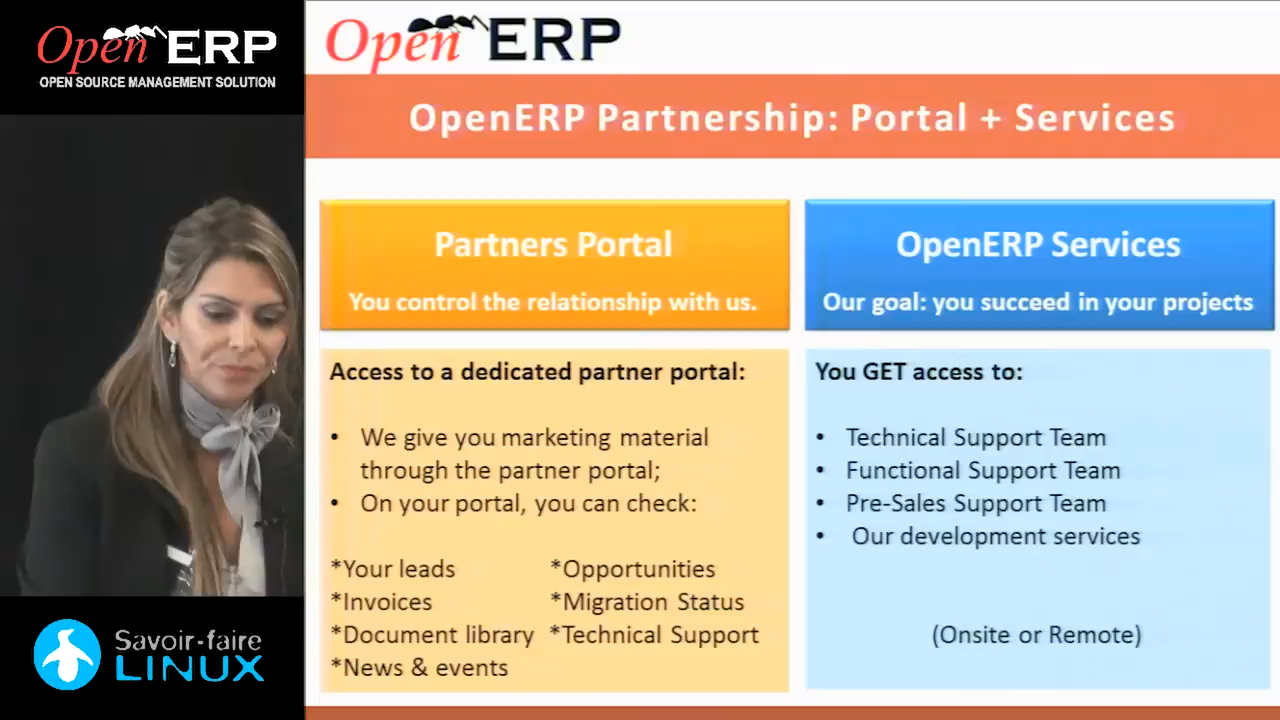 Open ERP
OPEN SOURCE MANAGEMENT SOLUTION
Open ERP
OpenERP Partnership: Portal + Services
Partners Portal
You control the relationship with us.
Access to a dedicated partner portal:
• We give you marketing material
through the partner portal;
• On your portal, you can check:
*Your leads *Opportunities
*Invoices *Migration Status
*Document library *Technical Support
*News & events
OpenERP Services
Our goal: you succeed in your projects
You GET access to:
• Technical Support Team
• Functional Support Team
• Pre-Sales Support Team
• Our development services
(Onsite or Remote)
Savoir-faire
LINUX